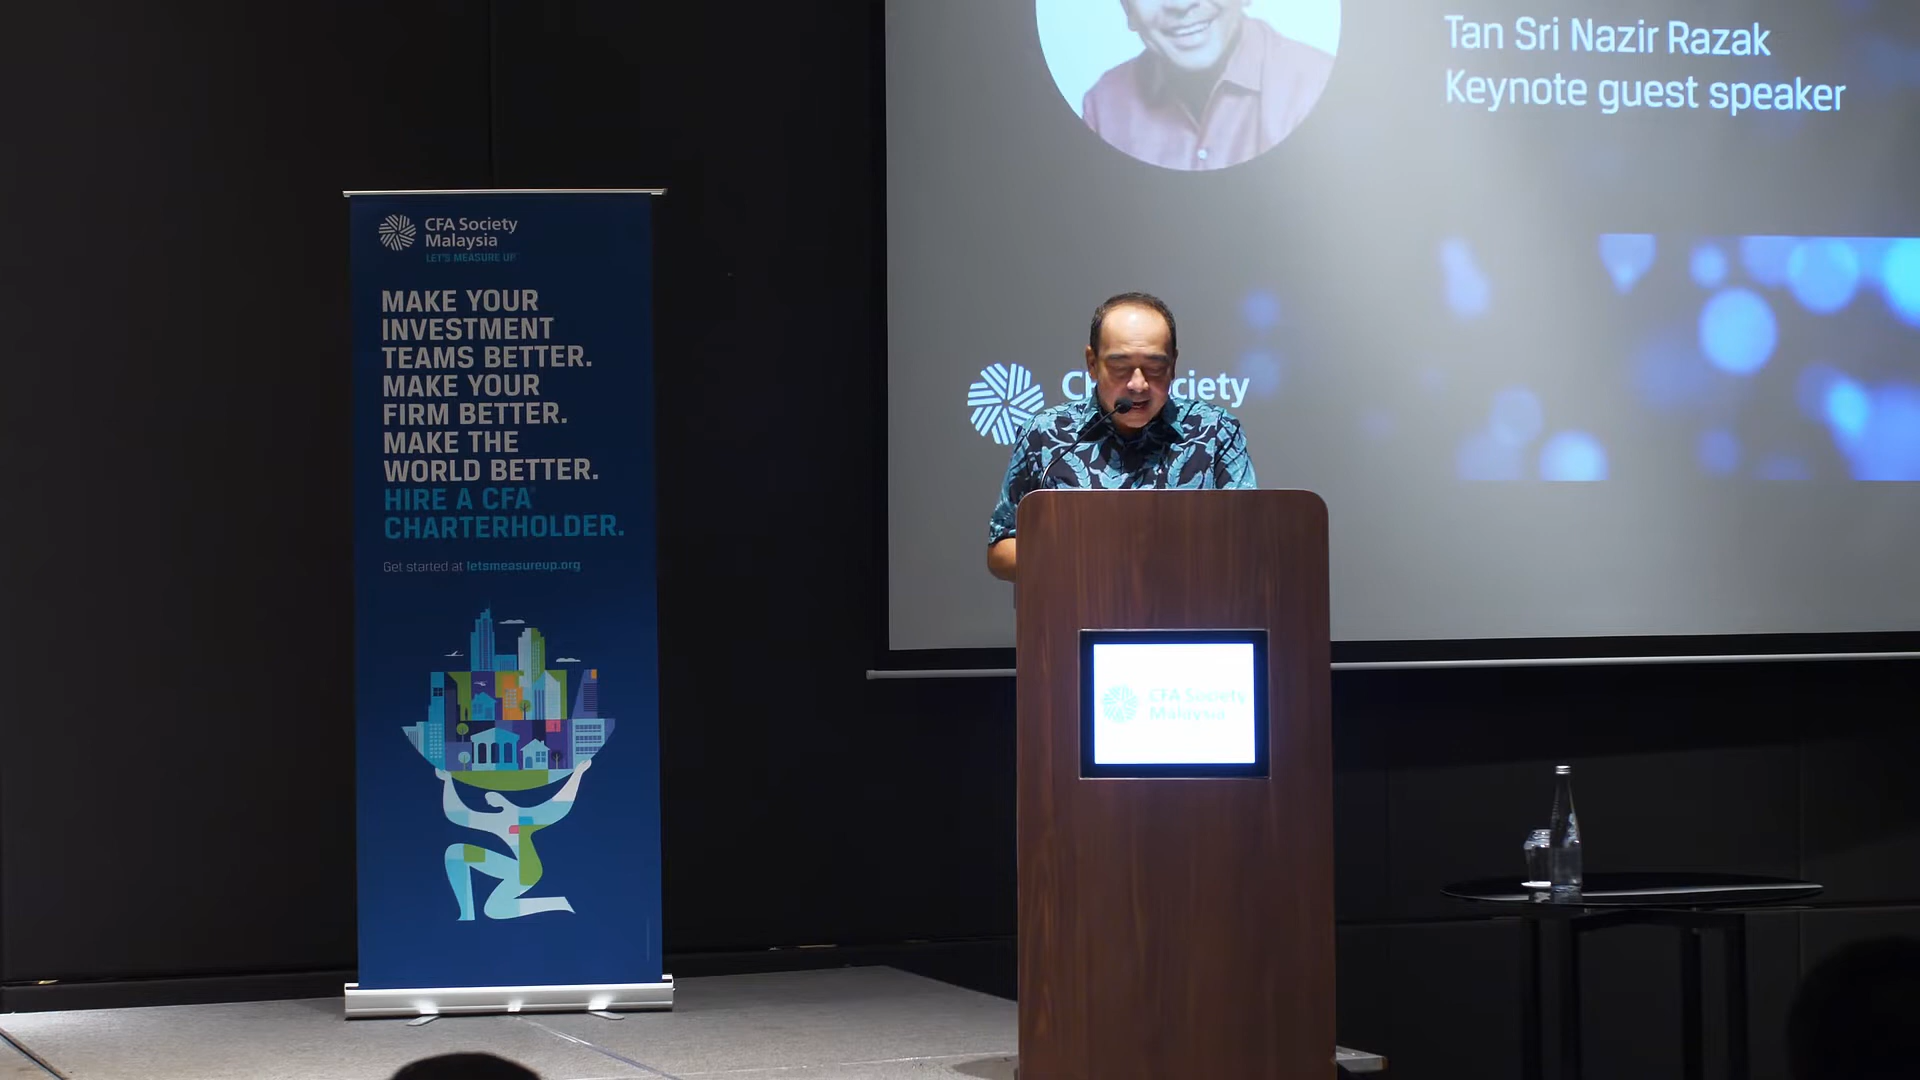 Tan Sri Nazir Razak
Keynote guest speaker
CFA Society
Malaysia
LET'S MEASURE UP
MAKE YOUR
INVESTMENT
TEAMS BETTER.
MAKE YOUR
FIRM BETTER.
MAKE THE
WORLD BETTER.
HIRE A CFA®
CHARTERHOLDER.
Get started at letsmeasureup.org
Society
CFA Society
Malaysia